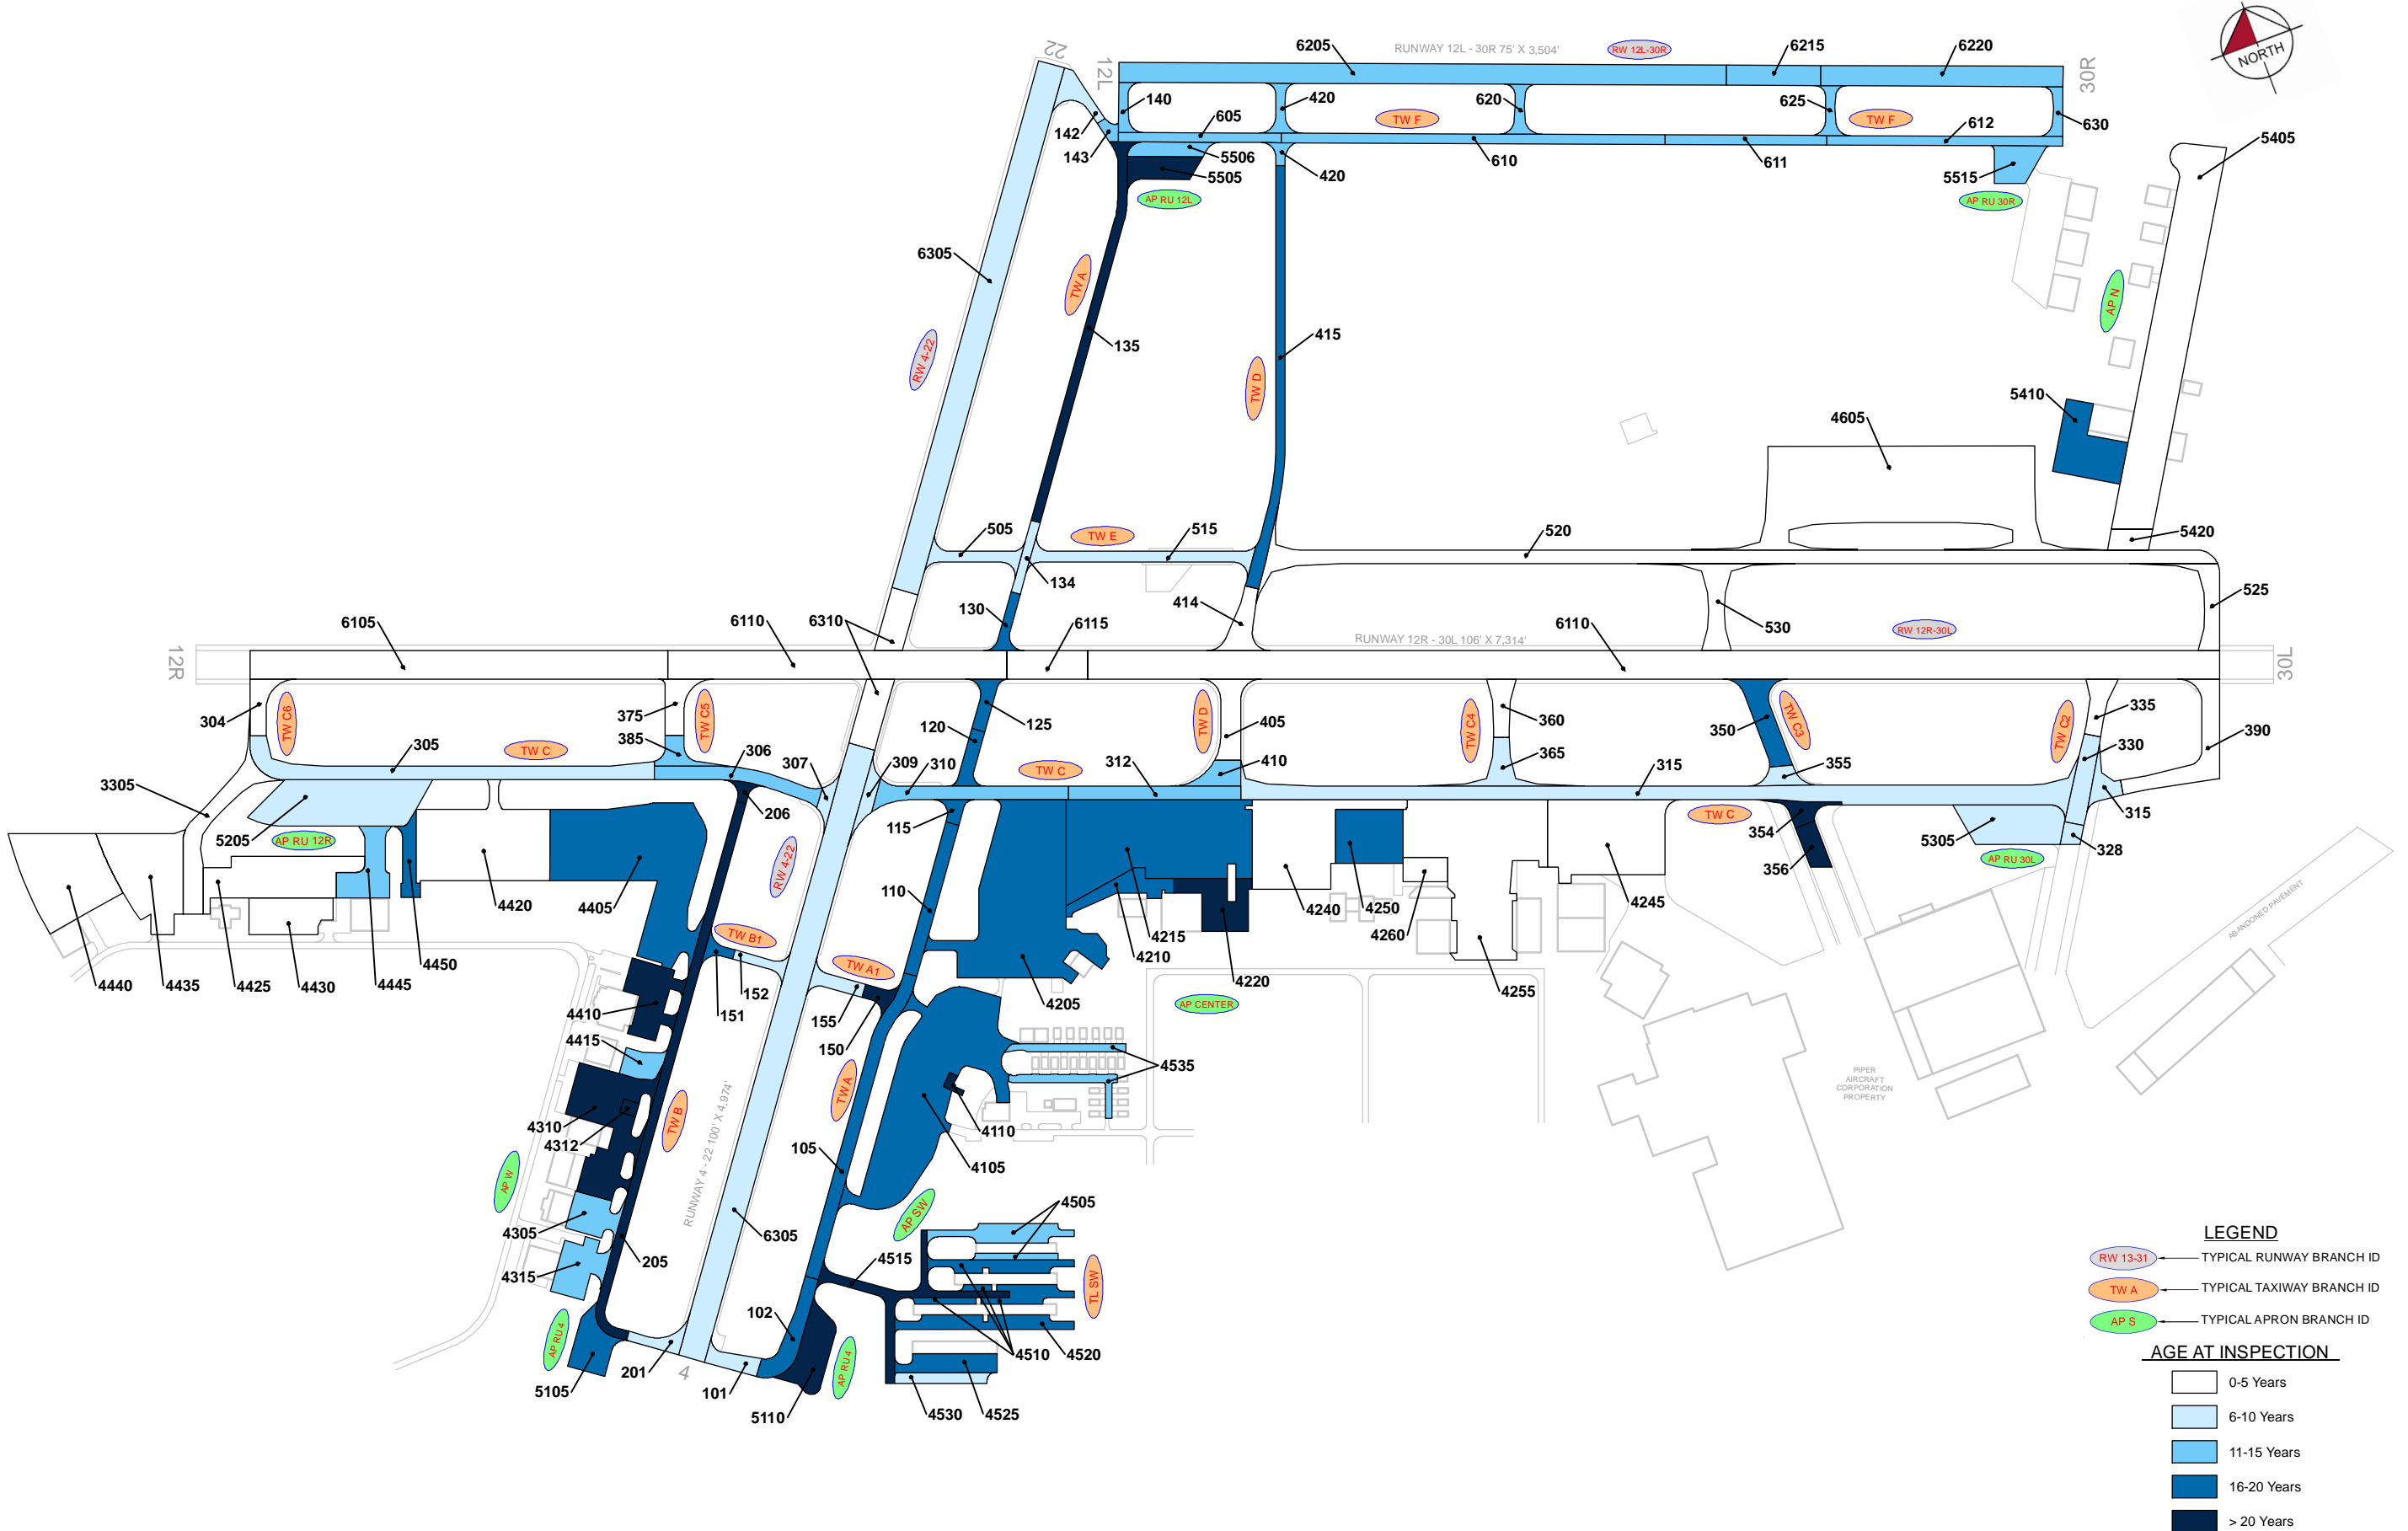 22
12L
6205
RUNWAY 12L - 30R 75' X 3,504'
RW 12L-30R
6215
6220
30R
NORTH
140
420
620
625
142
605
TW F
TW F
612
630
143
5506
610
611
5405
5505
420
5515
AP RU 12L
AP RU 30R
6305
TW A
AP N
135
415
RW 4-22
TW D
5410
4605
505
TW E
515
520
5420
134
414
525
130
530
6105
6110
6310
6115
6110
RUNWAY 12R - 30L 106' X 7,314'
RW 12R-30L
12R
30L
304
TW C6
375
TW C5
125
TW D
405
TW C4
360
350
TW C3
TW C2
335
120
385
305
TW C
306
307
309
310
TW C
312
410
365
315
355
330
390
3305
206
115
TW C
354
315
5205
AP RU 12R
5305
AP RU 30L
328
356
RW 4-22
110
4420
4405
4240
4250
4245
4260
ABANDONED PAVEMENT
TW B1
4215
4210
4450
TW A1
4440
4435
4425
4430
4445
152
151
4220
4255
4205
AP CENTER
4410
155
150
4415
4535
TW A
PIPER
AIRCRAFT
CORPORATION
PROPERTY
4310
4312
TW B
RUNWAY 4 - 22 100' X 4,974'
4110
105
4105
AP W
AP SW
4505
4305
205
6305
4515
4315
TL SW
102
4510
4520
AP RU 4
AP RU 4
5105
201
4
101
5110
4530
4525
LEGEND
RW 13-31
TYPICAL RUNWAY BRANCH ID
TW A
TYPICAL TAXIWAY BRANCH ID
AP S
TYPICAL APRON BRANCH ID
AGE AT INSPECTION
0-5 Years
6-10 Years
11-15 Years
16-20 Years
> 20 Years